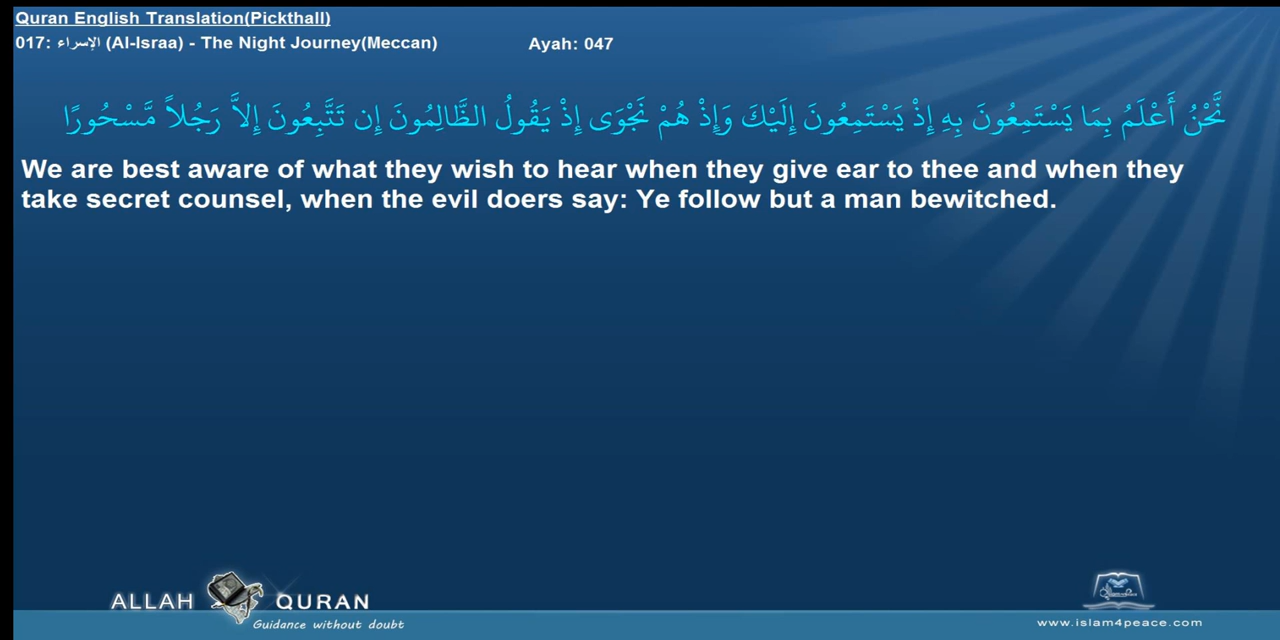 Quran English Translation(Pickthall)
017: الإسراء (Al-Israa) - The Night Journey(Meccan) Ayah: 047
نَّحْنُ أَعْلَمُ بِمَا يَسْتَمِعُونَ بِهِ إِذْ يَسْتَمِعُونَ إِلَيْكَ وَإِذْ هُمْ نَجْوَى إِذْ يَقُولُ الظَّالِمُونَ إِن تَتَّبِعُونَ إِلاَّ رَجُلاً مَّسْحُورًا
We are best aware of what they wish to hear when they give ear to thee and when they
take secret counsel, when the evil doers say: Ye follow but a man bewitched.
ALLAH QURAN
Guidance without doubt
www.islam4peace.com